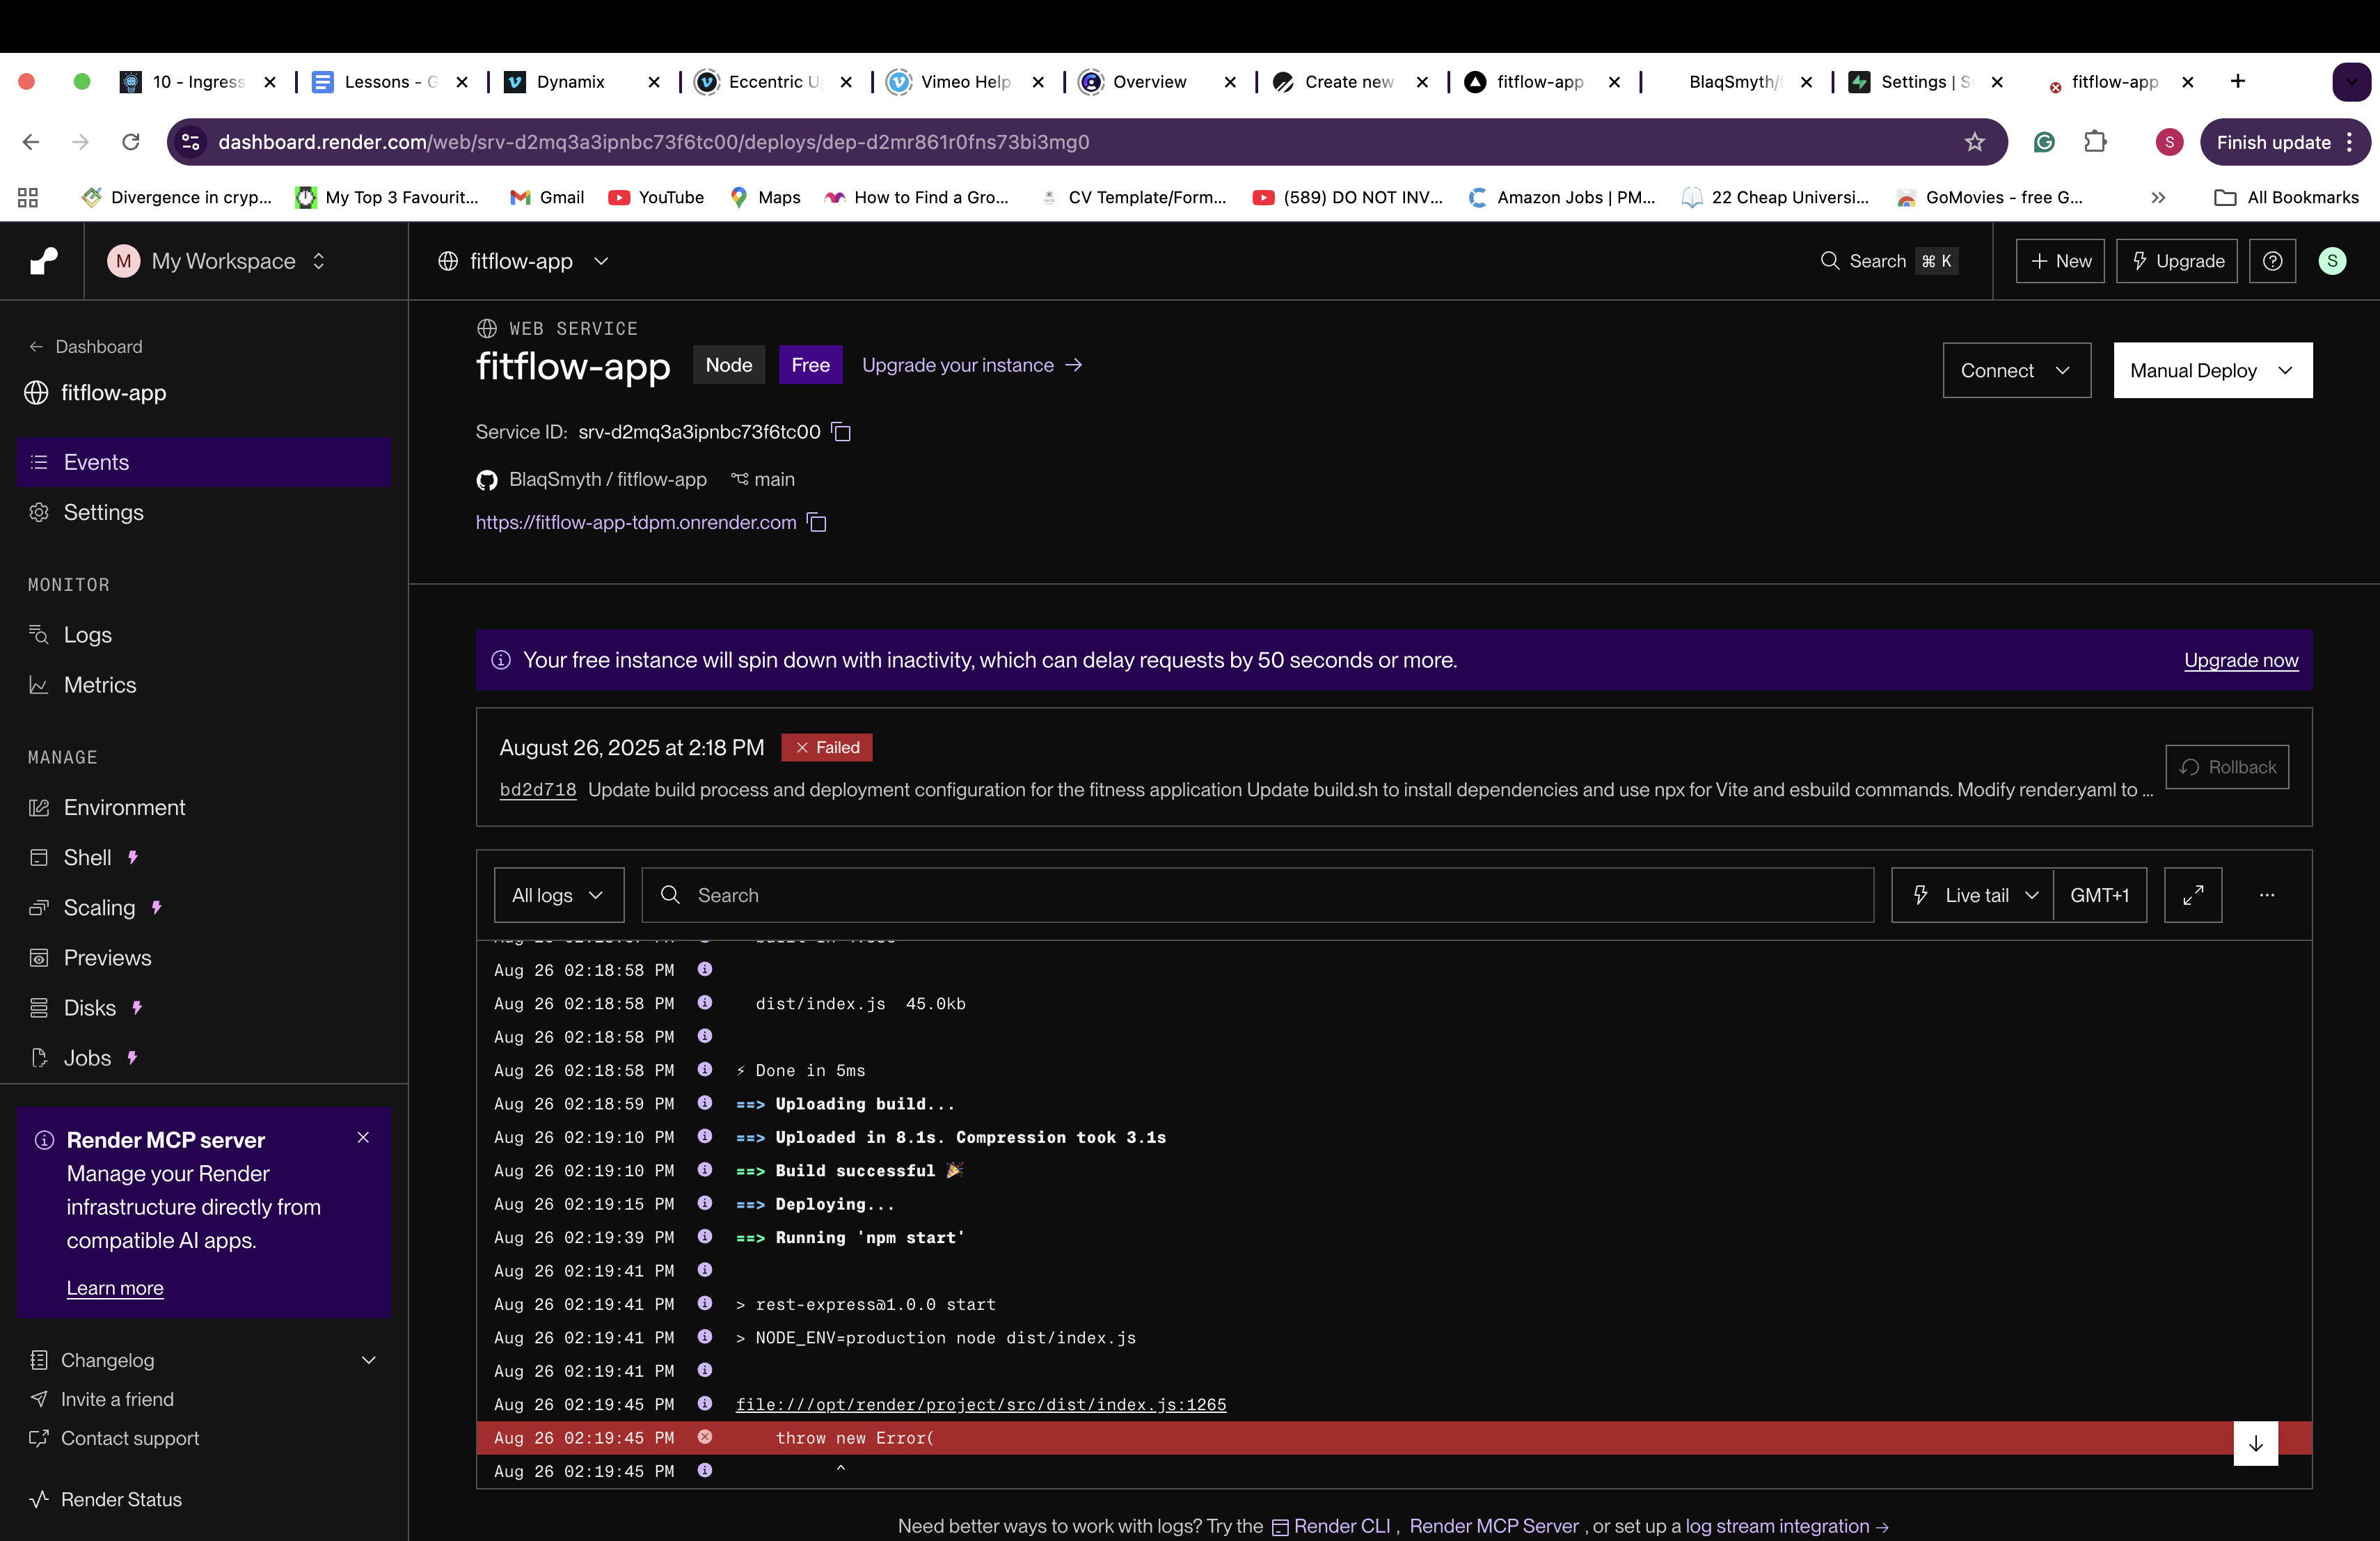 10 - Ingress
Lessons - G
Dynamix
Eccentric U
Vimeo Help
Overview
Create new
fitflow-app
BlaqSmyth/
Settings | S
fitflow-app
dashboard.render.com/web/srv-d2mq3a3ipnbc73f6tc00/deploys/dep-d2mr861r0fns73bi3mg0
S
Finish update
Divergence in cryp...
My Top 3 Favourit...
Gmail
YouTube
Maps
How to Find a Gro...
CV Template/Form...
(589) DO NOT INV...
Amazon Jobs | PM...
22 Cheap Universi...
GoMovies - free G...
All Bookmarks
M My Workspace
fitflow-app
Search ⌘ K
+ New
Upgrade
S
← Dashboard
fitflow-app
Events
Settings
MONITOR
Logs
Metrics
MANAGE
Environment
Shell
Scaling
Previews
Disks
Jobs
Render MCP server
Manage your Render
infrastructure directly from
compatible AI apps.
Learn more
Changelog
Invite a friend
Contact support
Render Status
WEB SERVICE
fitflow-app Node Free Upgrade your instance →
Connect
Manual Deploy
Service ID: srv-d2mq3a3ipnbc73f6tc00
BlaqSmyth / fitflow-app main
https://fitflow-app-tdpm.onrender.com
Your free instance will spin down with inactivity, which can delay requests by 50 seconds or more.
Upgrade now
August 26, 2025 at 2:18 PM Failed
bd2d718 Update build process and deployment configuration for the fitness application Update build.sh to install dependencies and use npx for Vite and esbuild commands. Modify render.yaml to ...
Rollback
All logs
Search
Live tail
GMT+1
...
Aug 26 02:18:58 PM
Aug 26 02:18:58 PM dist/index.js 45.0kb
Aug 26 02:18:58 PM
Aug 26 02:18:58 PM ⚡ Done in 5ms
Aug 26 02:18:59 PM ==> Uploading build...
Aug 26 02:19:10 PM ==> Uploaded in 8.1s. Compression took 3.1s
Aug 26 02:19:10 PM ==> Build successful 🎉
Aug 26 02:19:15 PM ==> Deploying...
Aug 26 02:19:39 PM ==> Running 'npm start'
Aug 26 02:19:41 PM
Aug 26 02:19:41 PM > rest-express@1.0.0 start
Aug 26 02:19:41 PM > NODE_ENV=production node dist/index.js
Aug 26 02:19:41 PM
Aug 26 02:19:45 PM file:///opt/render/project/src/dist/index.js:1265
Aug 26 02:19:45 PM throw new Error(
Aug 26 02:19:45 PM ^
Need better ways to work with logs? Try the Render CLI , Render MCP Server , or set up a log stream integration →